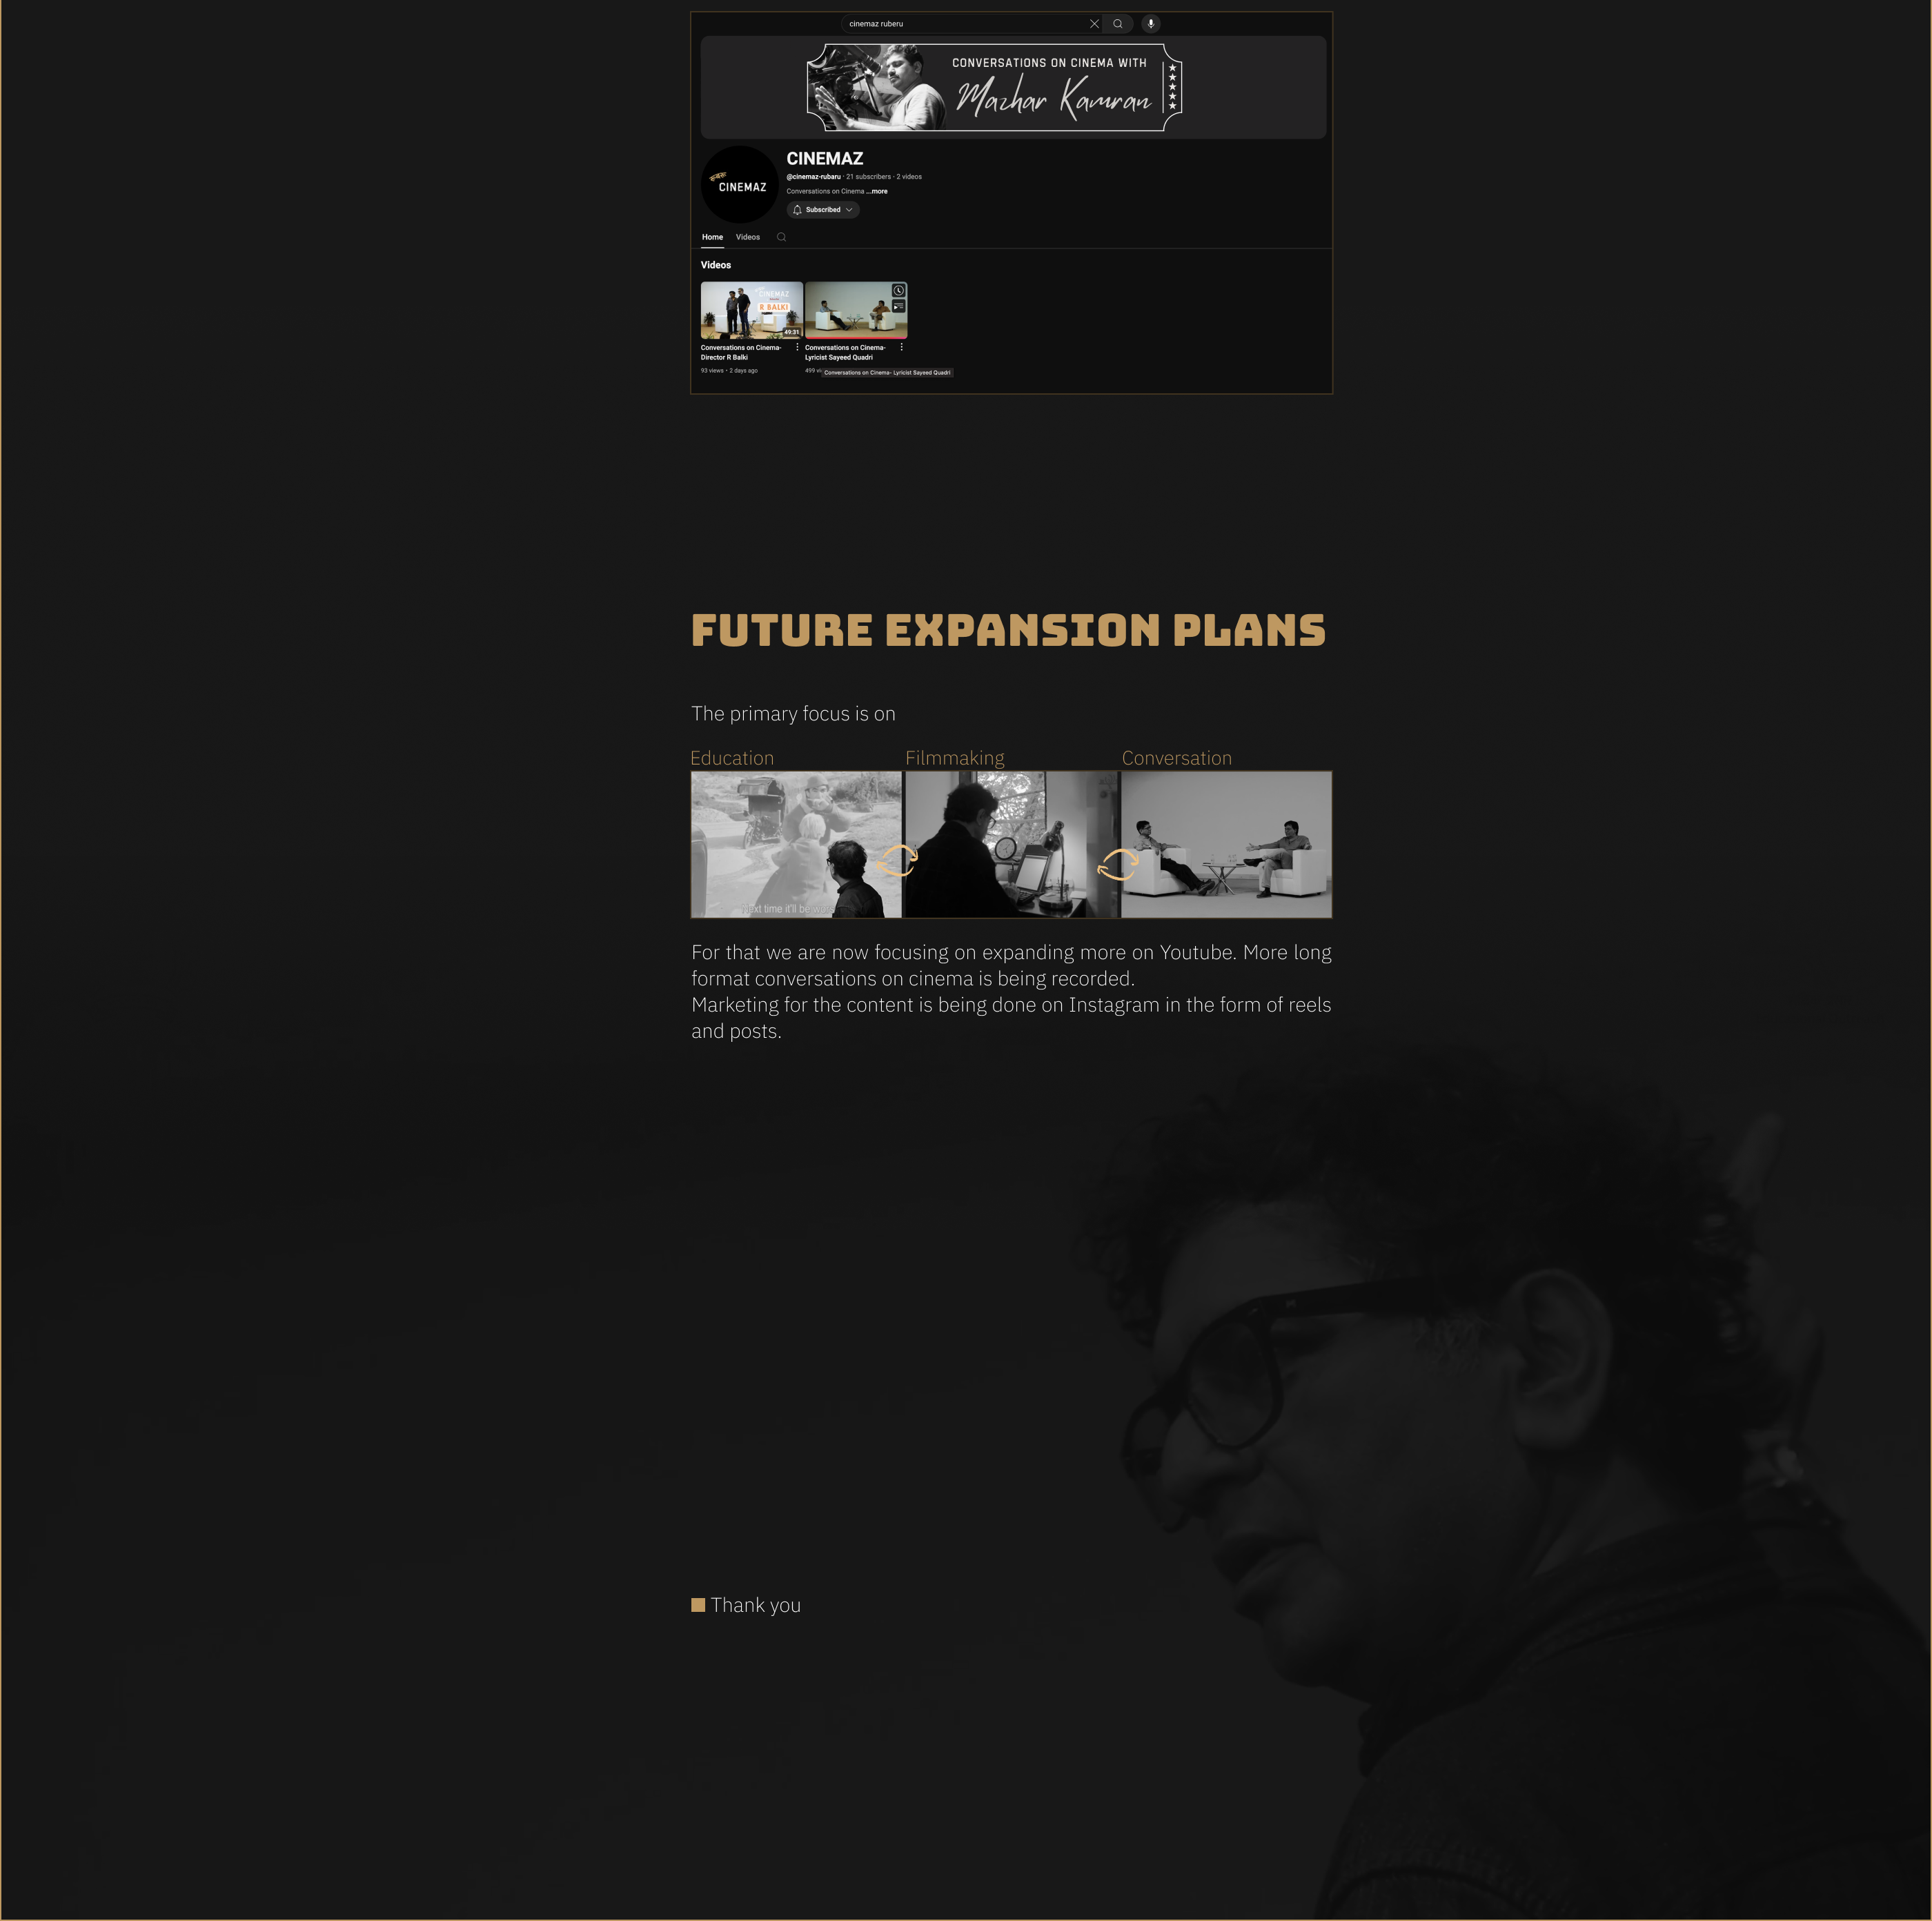 cinemaz ruberu
CONVERSATIONS ON CINEMA WITH
Mazhar Kamran
CINEMAZ
CINEMAZ
@cinemaz-rubaru · 21 subscribers · 2 videos
Conversations on Cinema ...more
Subscribed
Home Videos
Videos
CINEMAZ
R BALKI
49:31
Conversations on Cinema-
Director R Balki
93 views · 2 days ago
Conversations on Cinema-
Lyricist Sayeed Quadri
499
Conversations on Cinema- Lyricist Sayeed Quadri
FUTURE EXPANSION PLANS
The primary focus is on
Education Filmmaking Conversation
Next time it'll be
For that we are now focusing on expanding more on Youtube. More long
format conversations on cinema is being recorded.
Marketing for the content is being done on Instagram in the form of reels
and posts.
Thank you